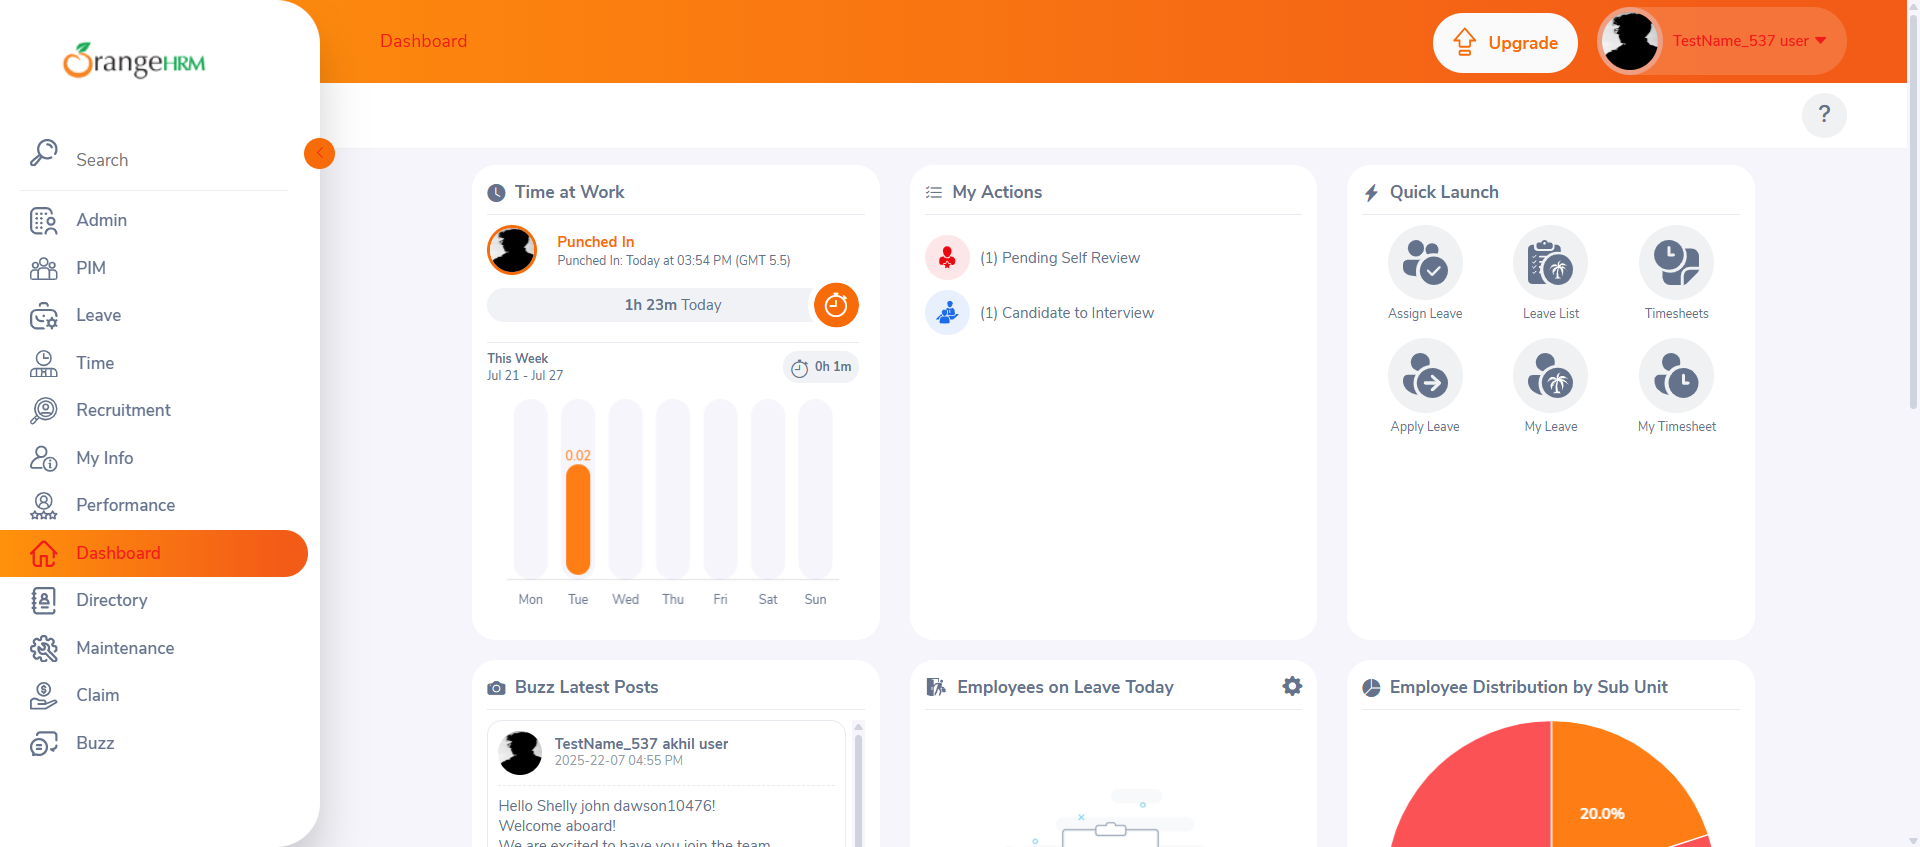 OrangeHRM
Search
Admin
PIM
Leave
Time
Recruitment
My Info
Performance
Dashboard
Directory
Maintenance
Claim
Buzz
Dashboard
Upgrade
TestName_537 user
?
Time at Work
Punched In
Punched In: Today at 03:54 PM (GMT 5.5)
1h 23m Today
This Week
Jul 21 - Jul 27
0h 1m
0.02
Mon Tue Wed Thu Fri Sat Sun
My Actions
(1) Pending Self Review
(1) Candidate to Interview
Quick Launch
Assign Leave Leave List Timesheets
Apply Leave My Leave My Timesheet
Buzz Latest Posts
TestName_537 akhil user
2025-22-07 04:55 PM
Hello Shelly john dawson10476!
Welcome aboard!
We are excited to have you join the team
Employees on Leave Today
Employee Distribution by Sub Unit
20.0%